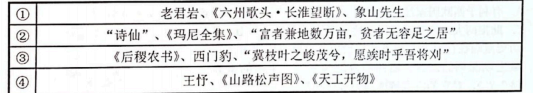 ① 老君岩、《六州歌头·长淮望断》、象山先生
② “诗仙”、《玛尼全集》、“富者兼地数万亩，贫者无容足之居”
③ 《后稷农书》、西门豹、“冀枝叶之峻茂兮，愿竢时乎吾将刈”
④ 王忬、《山路松声图》、《天工开物》